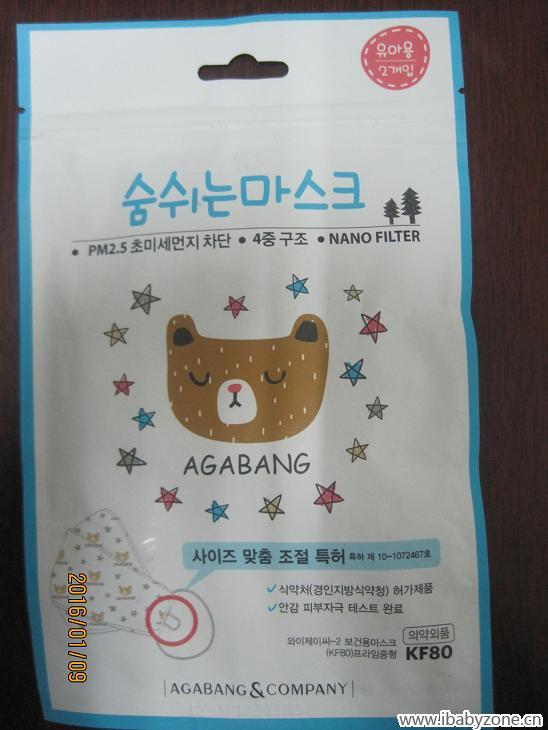 유아용
2개입
숨쉬는마스크
• PM2.5 초미세먼지 차단 • 4중 구조 • NANO FILTER
AGABANG
사이즈 맞춤 조절 특허 특허 제 10-1072467호
✓식약처(경인지방식약청) 허가제품
✓안감 피부자극 테스트 완료
와이제이씨-2 보건용마스크
(KF80)프라임중형
의약외품
KF80
|AGABANG&COMPANY|
2016/01/09
www.ibabyzone.cn